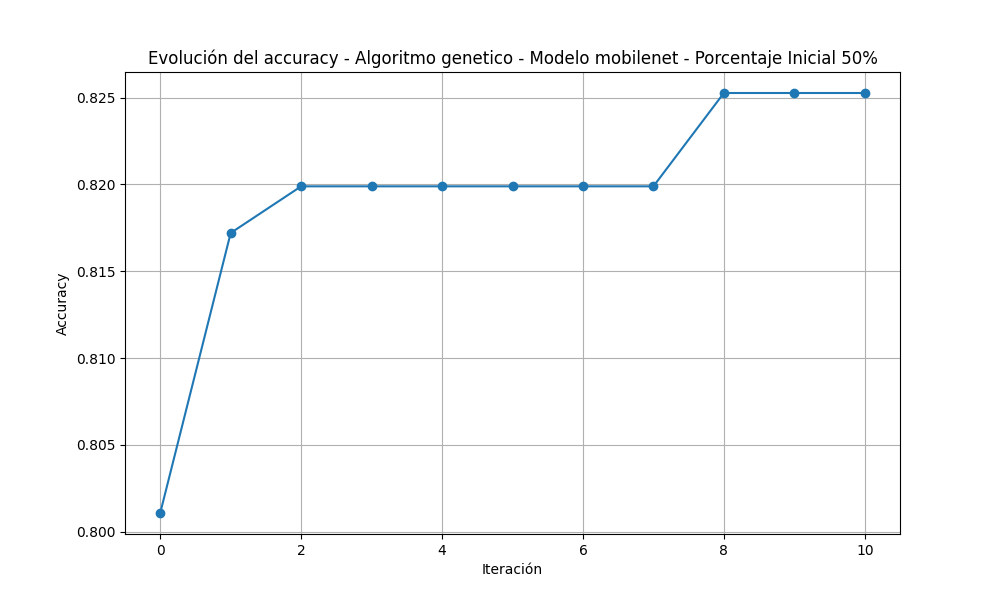 Evolución del accuracy - Algoritmo genetico - Modelo mobilenet - Porcentaje Inicial 50%
0.825
0.820
0.815
0.810
0.805
0.800
Accuracy
0 2 4 6 8 10
Iteración